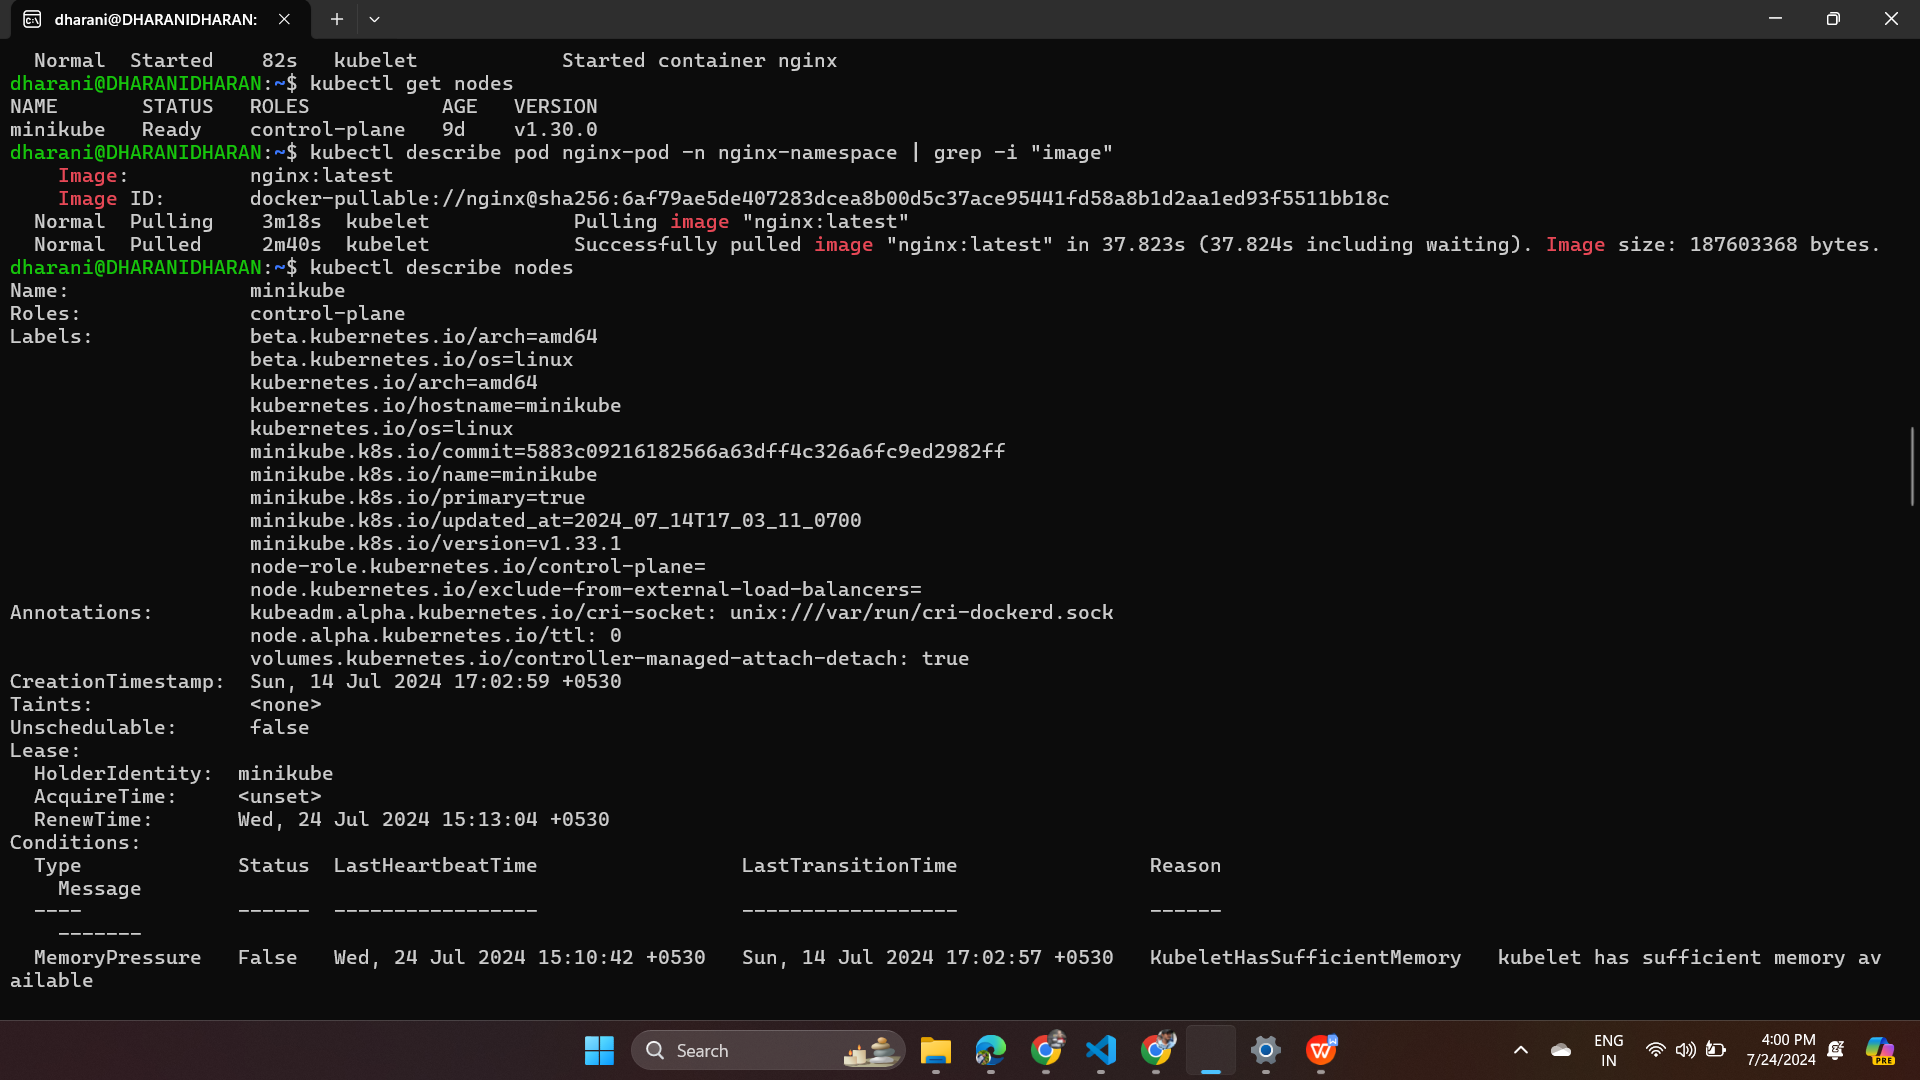 dharani@DHARANIDHARAN:
  Normal  Started    82s   kubelet            Started container nginx
dharani@DHARANIDHARAN:~$ kubectl get nodes
NAME       STATUS   ROLES           AGE   VERSION
minikube   Ready    control-plane   9d    v1.30.0
dharani@DHARANIDHARAN:~$ kubectl describe pod nginx-pod -n nginx-namespace | grep -i "image"
    Image:          nginx:latest
    Image ID:       docker-pullable://nginx@sha256:6af79ae5de407283dcea8b00d5c37ace95441fd58a8b1d2aa1ed93f5511bb18c
  Normal  Pulling    3m18s  kubelet            Pulling image "nginx:latest"
  Normal  Pulled     2m40s  kubelet            Successfully pulled image "nginx:latest" in 37.823s (37.824s including waiting). Image size: 187603368 bytes.
dharani@DHARANIDHARAN:~$ kubectl describe nodes
Name:               minikube
Roles:              control-plane
Labels:             beta.kubernetes.io/arch=amd64
                    beta.kubernetes.io/os=linux
                    kubernetes.io/arch=amd64
                    kubernetes.io/hostname=minikube
                    kubernetes.io/os=linux
                    minikube.k8s.io/commit=5883c09216182566a63dff4c326a6fc9ed2982ff
                    minikube.k8s.io/name=minikube
                    minikube.k8s.io/primary=true
                    minikube.k8s.io/updated_at=2024_07_14T17_03_11_0700
                    minikube.k8s.io/version=v1.33.1
                    node-role.kubernetes.io/control-plane=
                    node.kubernetes.io/exclude-from-external-load-balancers=
Annotations:        kubeadm.alpha.kubernetes.io/cri-socket: unix:///var/run/cri-dockerd.sock
                    node.alpha.kubernetes.io/ttl: 0
                    volumes.kubernetes.io/controller-managed-attach-detach: true
CreationTimestamp:  Sun, 14 Jul 2024 17:02:59 +0530
Taints:             <none>
Unschedulable:      false
Lease:
  HolderIdentity:  minikube
  AcquireTime:     <unset>
  RenewTime:       Wed, 24 Jul 2024 15:13:04 +0530
Conditions:
  Type             Status  LastHeartbeatTime                 LastTransitionTime                Reason
    Message
  ----             ------  -----------------                 ------------------                ------
    -------
  MemoryPressure   False   Wed, 24 Jul 2024 15:10:42 +0530   Sun, 14 Jul 2024 17:02:57 +0530   KubeletHasSufficientMemory   kubelet has sufficient memory av
ailable
Search
ENG
IN
4:00 PM
7/24/2024
PRE